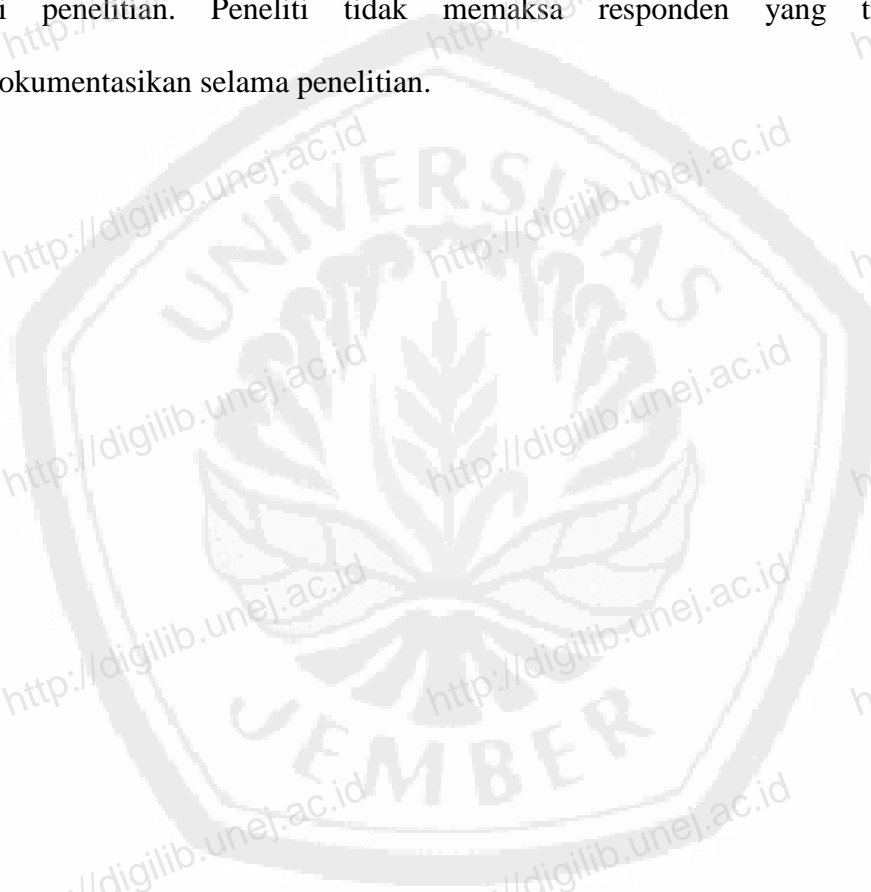 i penelitian. Peneliti tidak memaksa responden yang t
okumentasikan selama penelitian.
http://digilib.unej.ac.id
http://digilib.unej.ac.id
UNIVERSITAS
http://digilib.unej.ac.id
http://digilib.unej.ac.id
http://digilib.unej.ac.id
http://digilib.unej.ac.id
JEMBER
http://digilib.unej.ac.id
http://digilib.unej.ac.id